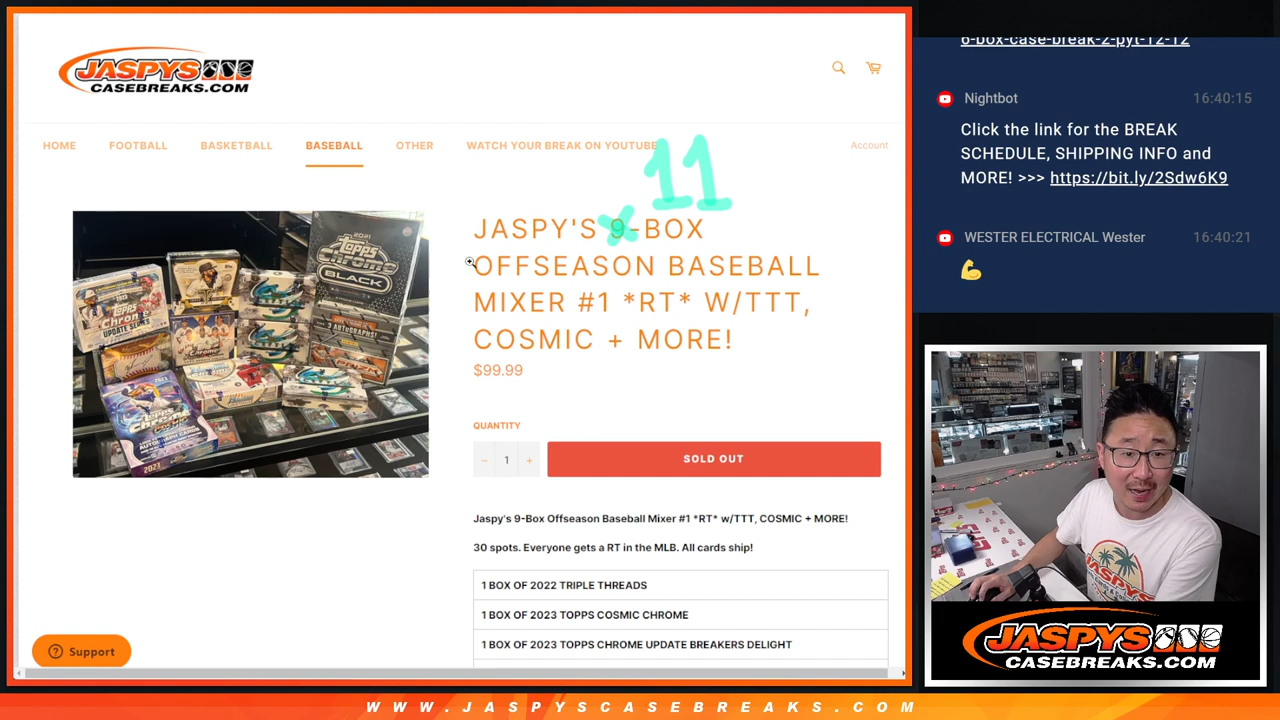 JASPYS
CASEBREAKS.COM
HOME FOOTBALL BASKETBALL BASEBALL OTHER WATCH YOUR BREAK ON YOUTUBE Account
11
JASPY'S 9-BOX
OFFSEASON BASEBALL
MIXER #1 *RT* W/TTT,
COSMIC + MORE!
$99.99
QUANTITY
− 1 +
SOLD OUT
Jaspy's 9-Box Offseason Baseball Mixer #1 *RT* w/TTT, COSMIC + MORE!
30 spots. Everyone gets a RT in the MLB. All cards ship!
1 BOX OF 2022 TRIPLE THREADS
1 BOX OF 2023 TOPPS COSMIC CHROME
1 BOX OF 2023 TOPPS CHROME UPDATE BREAKERS DELIGHT
Support
2021
Topps
Chrome
BLACK
3 AUTOGRAPHS!
6-box-case-break-2-pyt-12-12
Nightbot 16:40:15
Click the link for the BREAK
SCHEDULE, SHIPPING INFO and
MORE! >>> https://bit.ly/2Sdw6K9
WESTER ELECTRICAL Wester 16:40:21
JASPYS
CASEBREAKS.COM
WWW.JASPYSCASEBREAKS.COM